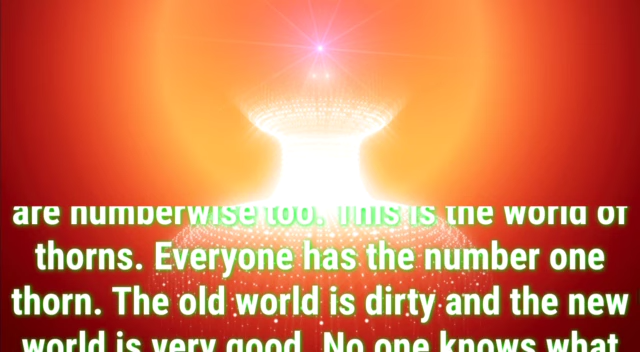 are numberwise too. This is the world of
thorns. Everyone has the number one
thorn. The old world is dirty and the new
world is very good. No one knows what